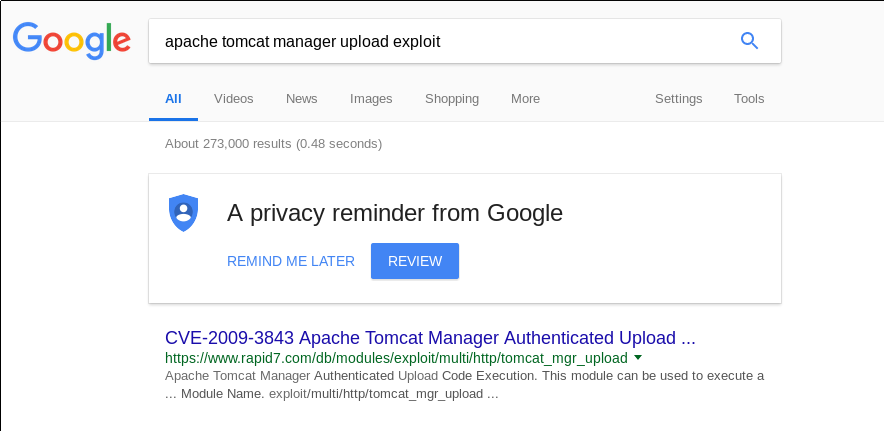 Google
apache tomcat manager upload exploit
All Videos News Images Shopping More Settings Tools
About 273,000 results (0.48 seconds)
A privacy reminder from Google
REMIND ME LATER REVIEW
CVE-2009-3843 Apache Tomcat Manager Authenticated Upload ...
https://www.rapid7.com/db/modules/exploit/multi/http/tomcat_mgr_upload
Apache Tomcat Manager Authenticated Upload Code Execution. This module can be used to execute a
... Module Name. exploit/multi/http/tomcat_mgr_upload ...